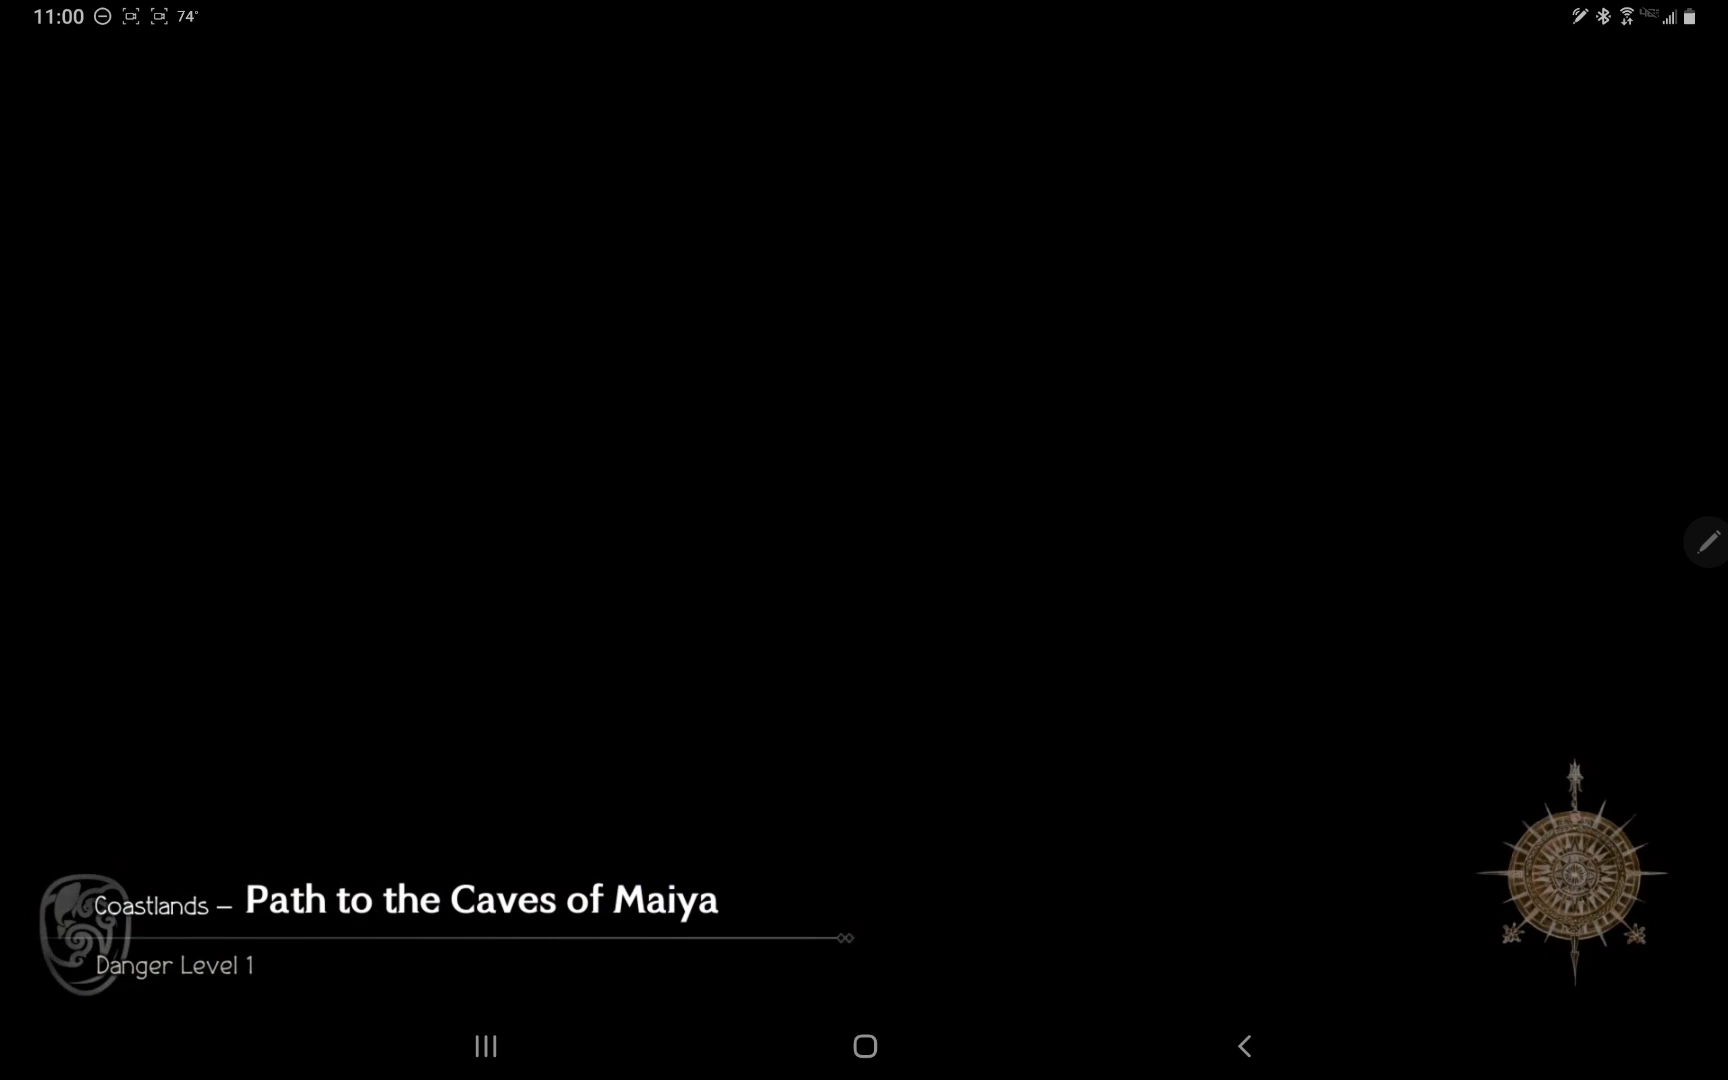 11:00 74°
Coastlands – Path to the Caves of Maiya
Danger Level 1